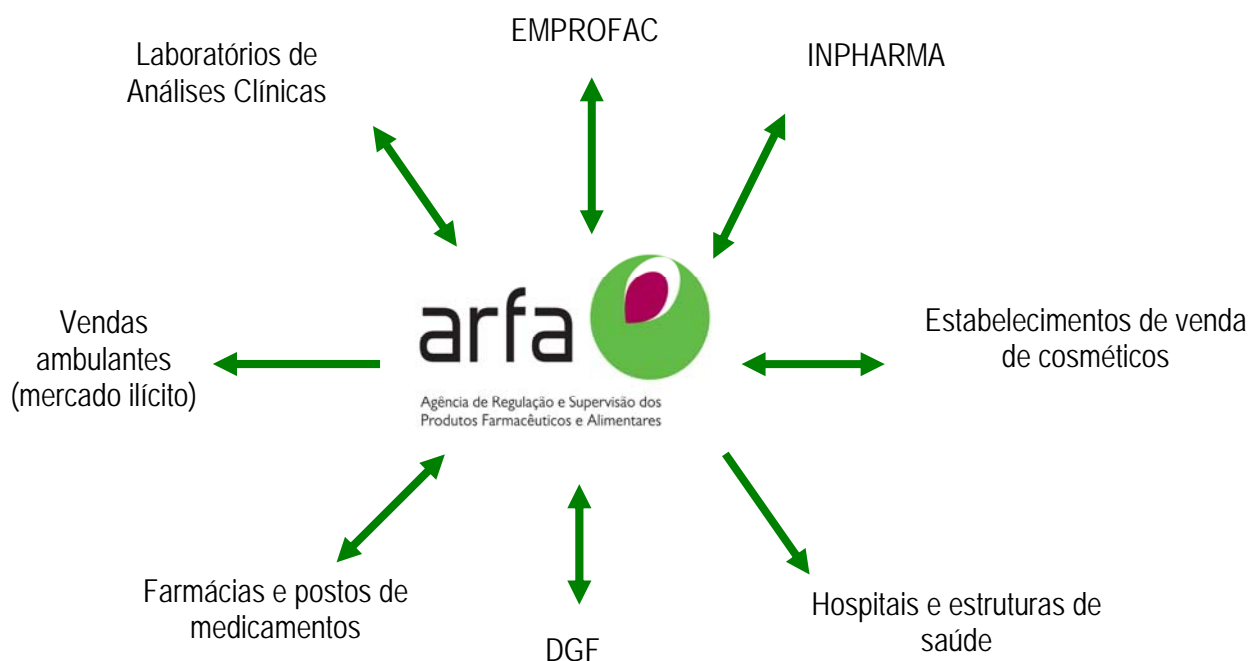 EMPROFAC
Laboratórios de
Análises Clínicas
INPHARMA
Vendas
ambulantes
(mercado ilícito)
arfa
Agência de Regulação e Supervisão dos
Produtos Farmacêuticos e Alimentares
Estabelecimentos de venda
de cosméticos
Farmácias e postos de
medicamentos
DGF
Hospitais e estruturas de
saúde